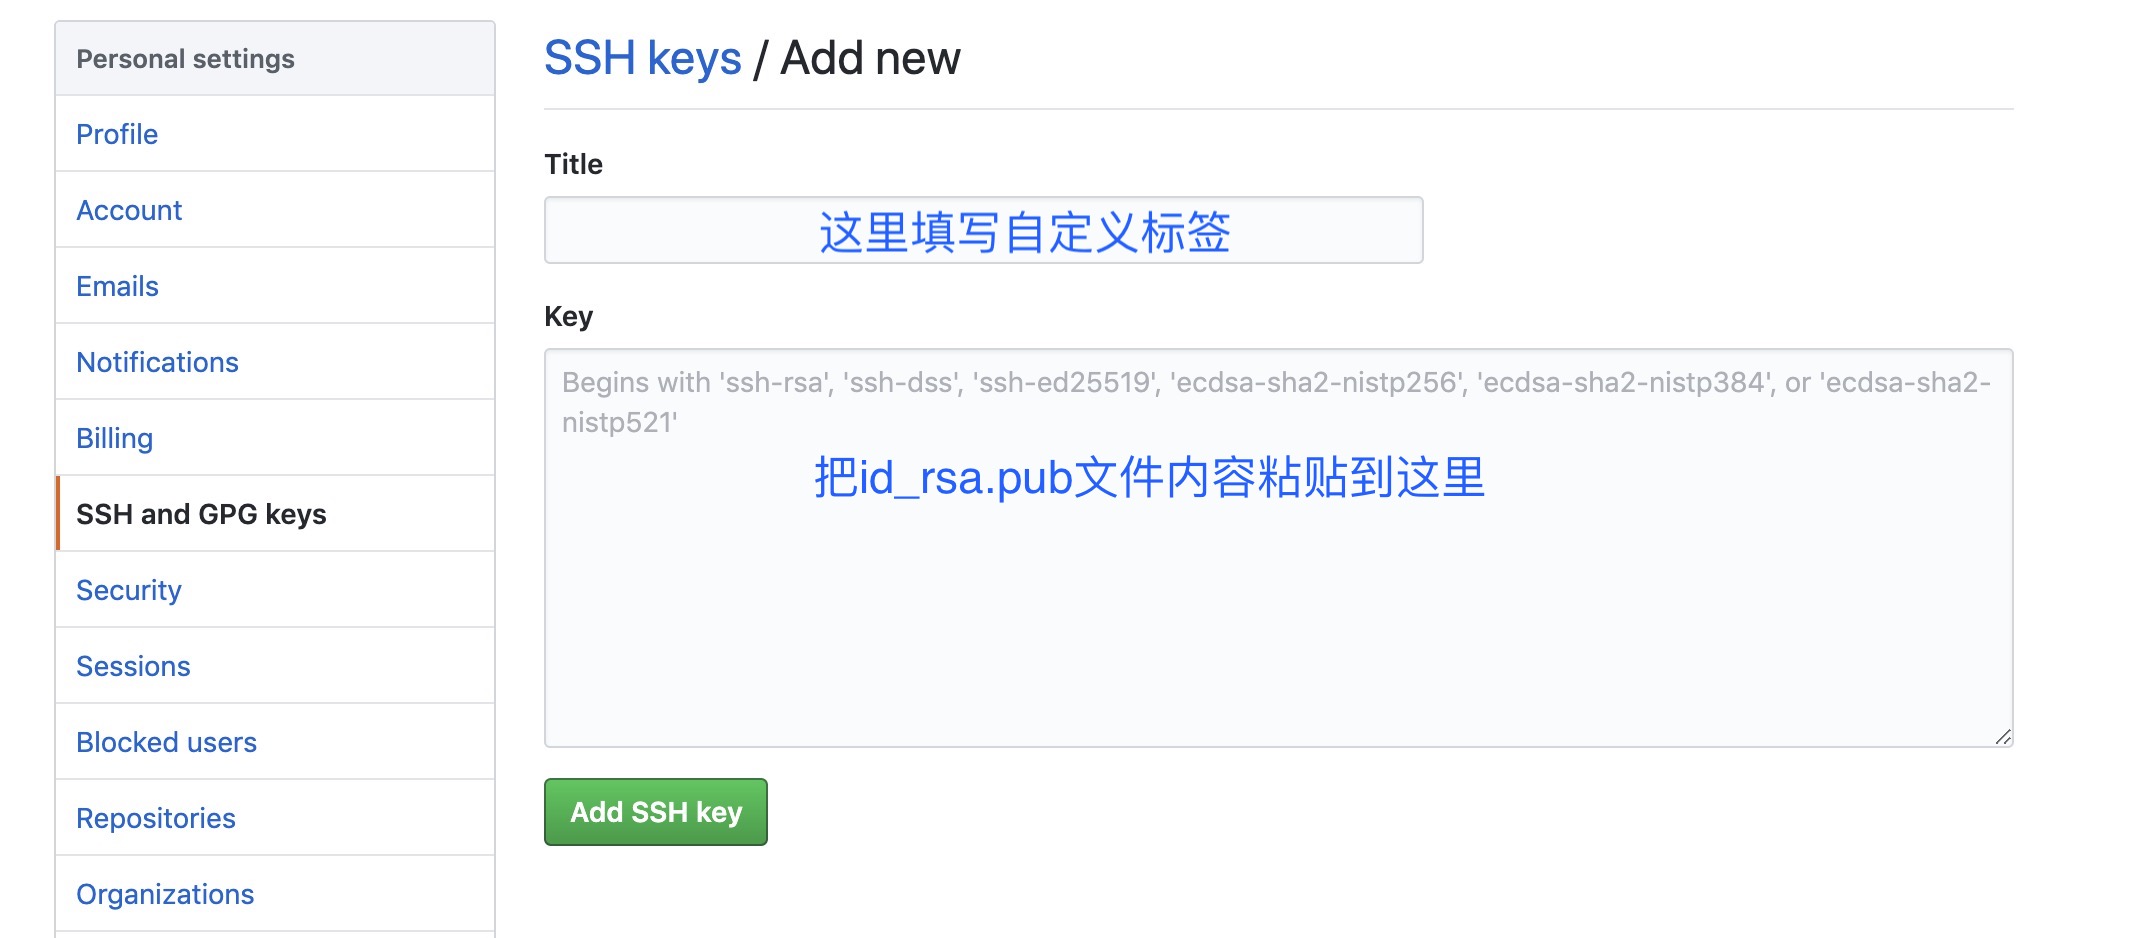 Personal settings
Profile
Account
Emails
Notifications
Billing
SSH and GPG keys
Security
Sessions
Blocked users
Repositories
Organizations
SSH keys / Add new
Title
这里填写自定义标签
Key
Begins with 'ssh-rsa', 'ssh-dss', 'ssh-ed25519', 'ecdsa-sha2-nistp256', 'ecdsa-sha2-nistp384', or 'ecdsa-sha2-
nistp521'
把id_rsa.pub文件内容粘贴到这里
Add SSH key